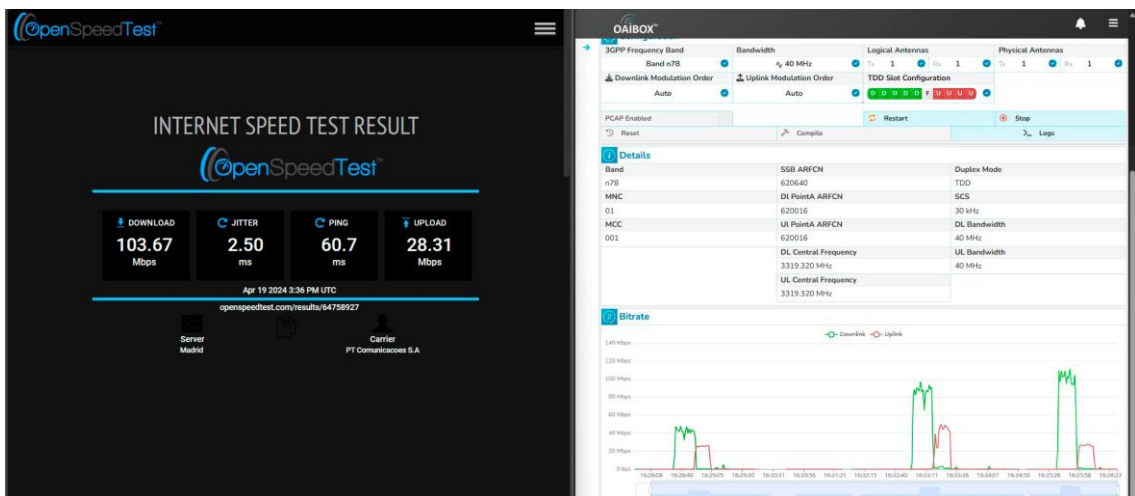 OpenSpeedTest™
INTERNET SPEED TEST RESULT
OpenSpeedTest™
DOWNLOAD
103.67
Mbps
JITTER
2.50
ms
PING
60.7
ms
UPLOAD
28.31
Mbps
Apr 19 2024 3:36 PM UTC
openspeedtest.com/results/64758927
Server
Madrid
Carrier
PT Comunicacoes S.A
OAIBOX™
Configuration
3GPP Frequency Band
Bandwidth
Logical Antennas
Physical Antennas
Band n78
40 MHz
Tx 1 Rx 1
Tx 1 Rx 1
Downlink Modulation Order
Uplink Modulation Order
TDD Slot Configuration
Auto
Auto
D D D D D F U U U U
PCAP Enabled
Restart
Stop
Reset
Compile
Logs
Details
Band
SSB ARFCN
Duplex Mode
n78
620640
TDD
MNC
Dl PointA ARFCN
SCS
01
620016
30 kHz
MCC
Ul PointA ARFCN
DL Bandwidth
001
620016
40 MHz
DL Central Frequency
UL Bandwidth
3319.320 MHz
40 MHz
UL Central Frequency
3319.320 MHz
Bitrate
Downlink Uplink
140 Mbps
120 Mbps
100 Mbps
80 Mbps
60 Mbps
40 Mbps
20 Mbps
0 bps